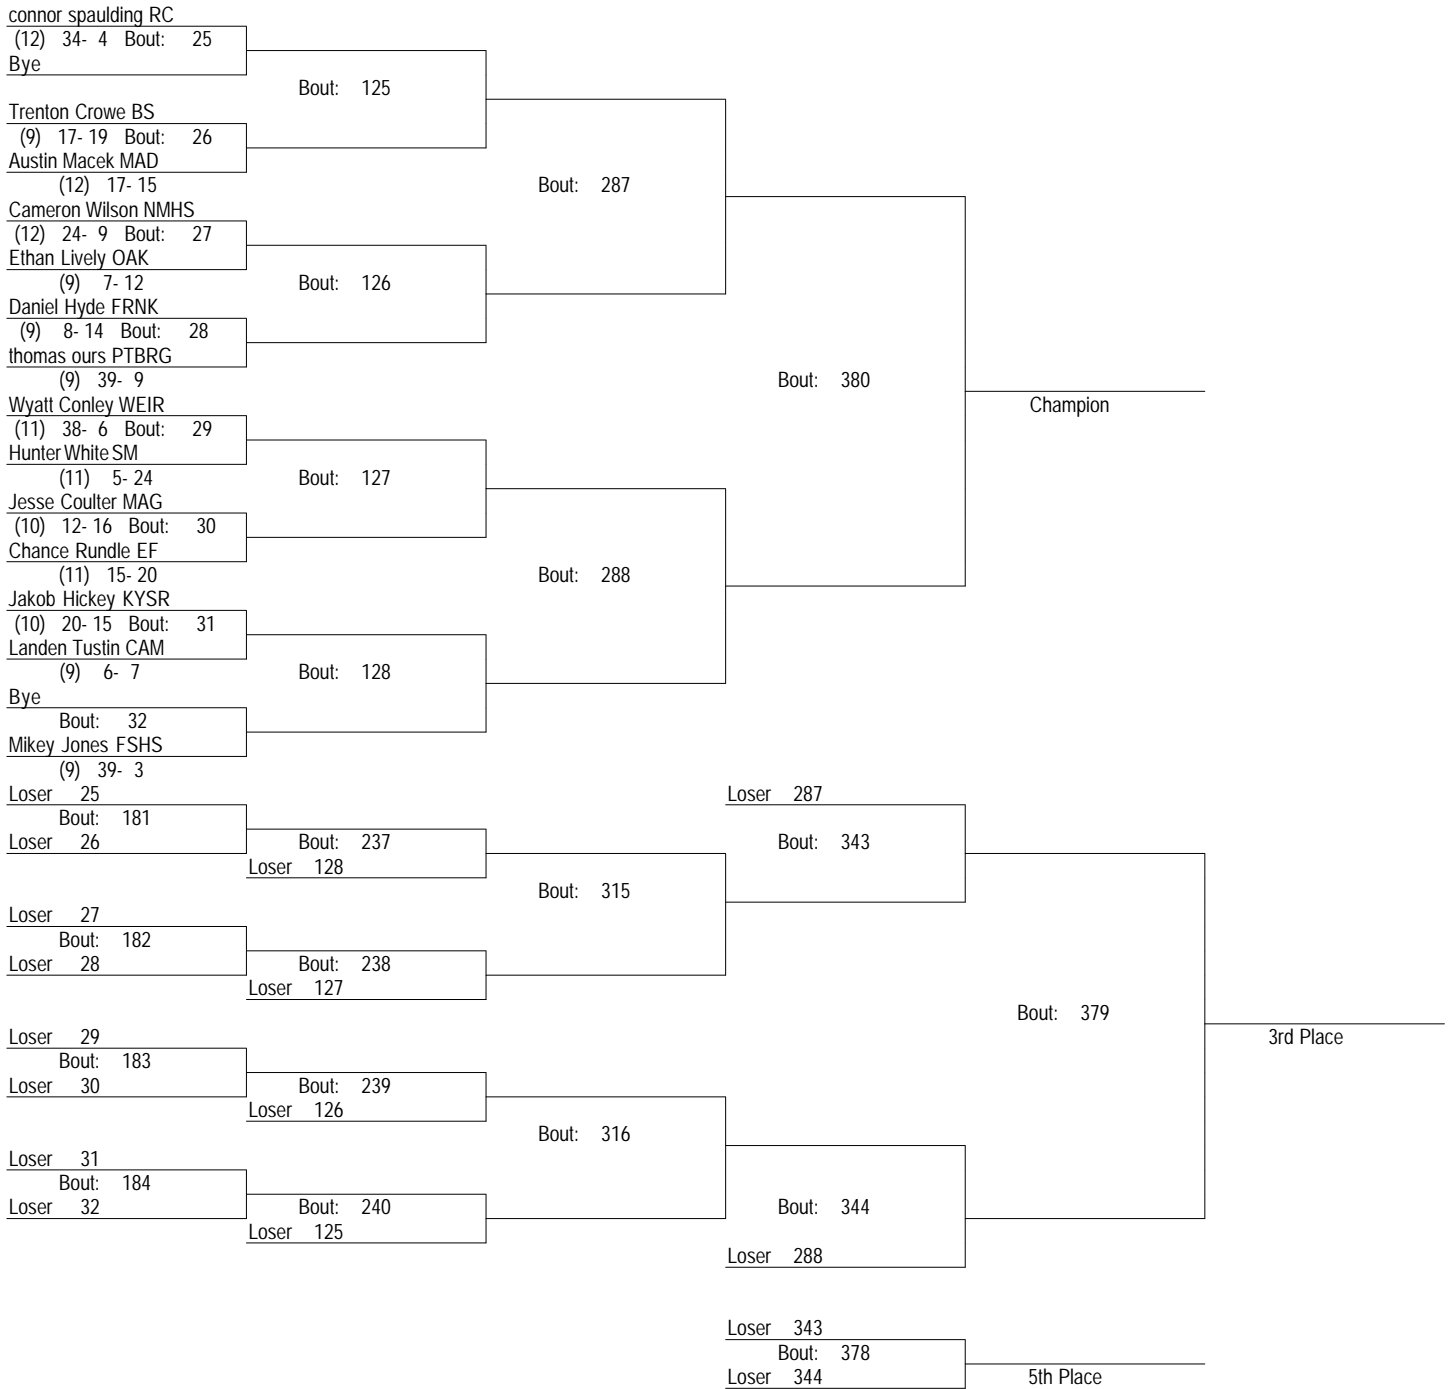 connor spaulding RC
(12) 34- 4 Bout: 25
Bye
Bout: 125
Trenton Crowe BS
(9) 17- 19 Bout: 26
Austin Macek MAD
(12) 17- 15
Bout: 287
Cameron Wilson NMHS
(12) 24- 9 Bout: 27
Ethan Lively OAK
(9) 7- 12
Bout: 126
Daniel Hyde FRNK
(9) 8- 14 Bout: 28
thomas ours PTBRG
(9) 39- 9
Bout: 380
Champion
Wyatt Conley WEIR
(11) 38- 6 Bout: 29
Hunter White SM
(11) 5- 24
Bout: 127
Jesse Coulter MAG
(10) 12- 16 Bout: 30
Chance Rundle EF
(11) 15- 20
Bout: 288
Jakob Hickey KYSR
(10) 20- 15 Bout: 31
Landen Tustin CAM
(9) 6- 7
Bout: 128
Bye
Bout: 32
Mikey Jones FSHS
(9) 39- 3
Loser 25
Bout: 181
Loser 26
Bout: 237
Loser 128
Loser 287
Bout: 343
Bout: 315
Loser 27
Bout: 182
Loser 28
Bout: 238
Loser 127
Bout: 379
3rd Place
Loser 29
Bout: 183
Loser 30
Bout: 239
Loser 126
Bout: 316
Loser 31
Bout: 184
Loser 32
Bout: 240
Loser 125
Bout: 344
Loser 288
Loser 343
Bout: 378
Loser 344
5th Place